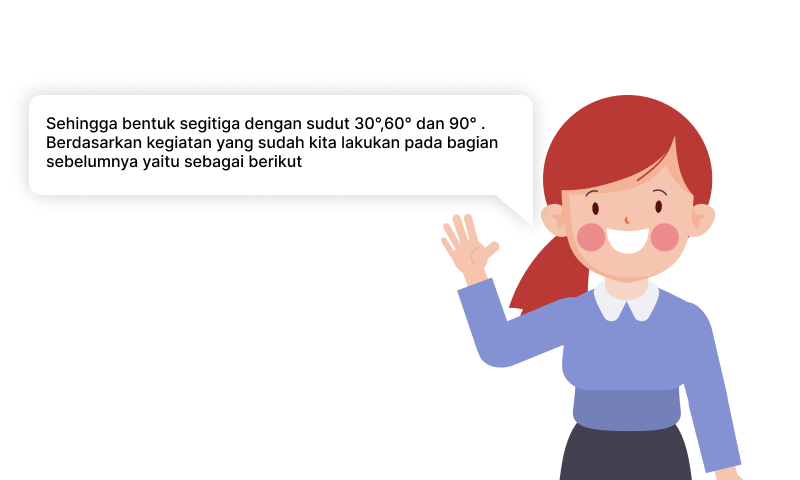 Sehingga bentuk segitiga dengan sudut 30°,60° dan 90° .
Berdasarkan kegiatan yang sudah kita lakukan pada bagian
sebelumnya yaitu sebagai berikut